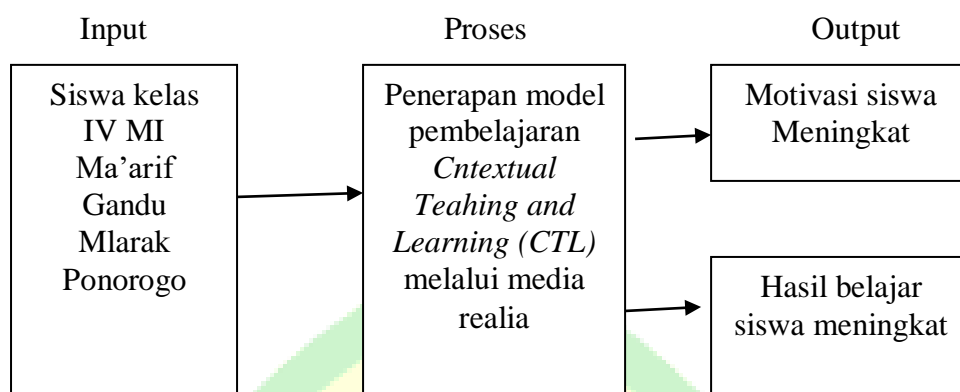 Input
Proses
Output
Siswa kelas
IV MI
Ma’arif
Gandu
Mlarak
Ponorogo
Penerapan model
pembelajaran
Cntextual
Teahing and
Learning (CTL)
melalui media
realia
Motivasi siswa
Meningkat
Hasil belajar
siswa meningkat